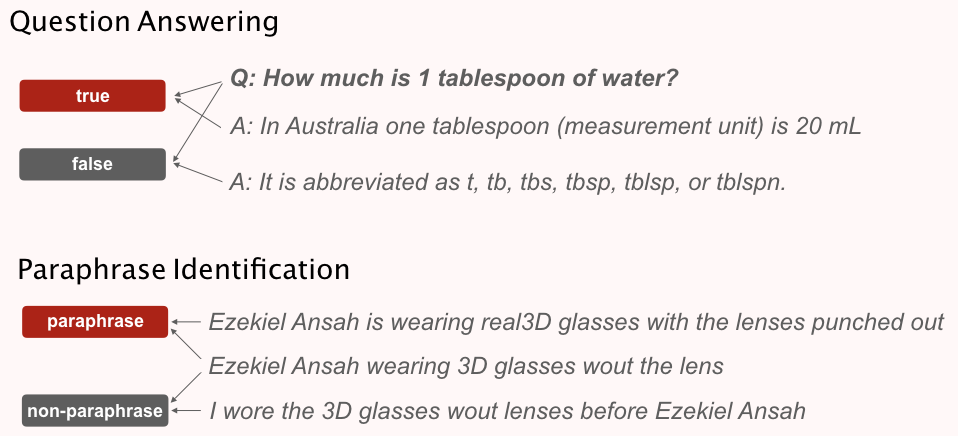 Question Answering
Q: How much is 1 tablespoon of water?
true
A: In Australia one tablespoon (measurement unit) is 20 mL
false
A: It is abbreviated as t, tb, tbs, tbsp, tblsp, or tblspn.
Paraphrase Identification
paraphrase Ezekiel Ansah is wearing real3D glasses with the lenses punched out
Ezekiel Ansah wearing 3D glasses wout the lens
non-paraphrase I wore the 3D glasses wout lenses before Ezekiel Ansah